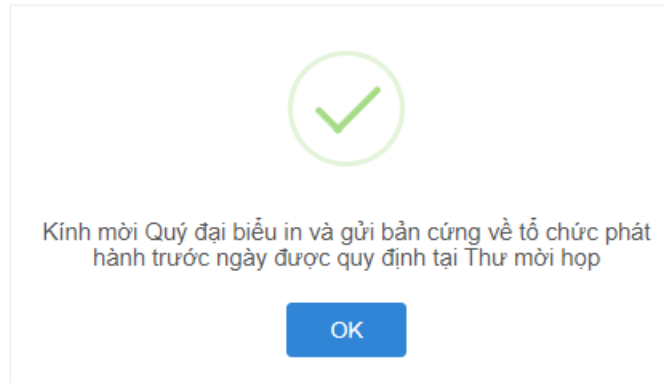 Kính mời Quý đại biểu in và gửi bản cứng về tổ chức phát
hành trước ngày được quy định tại Thư mời họp
OK